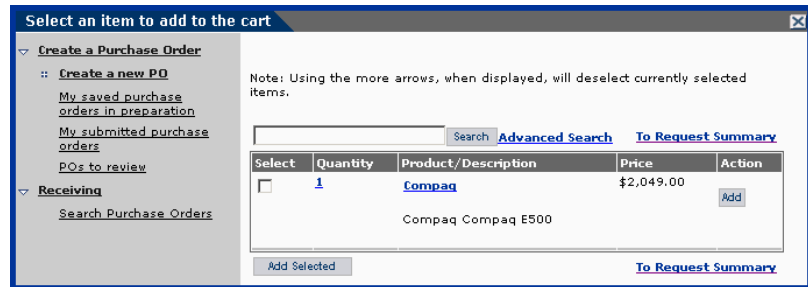 Select an item to add to the cart
Create a Purchase Order
Create a new PO
My saved purchase
orders in preparation
My submitted purchase
orders
POs to review
Receiving
Search Purchase Orders
Note: Using the more arrows, when displayed, will deselect currently selected
items.
Search Advanced Search To Request Summary
Select Quantity Product/Description Price Action
1 Compaq $2,049.00 Add
Compaq Compaq E500
Add Selected To Request Summary